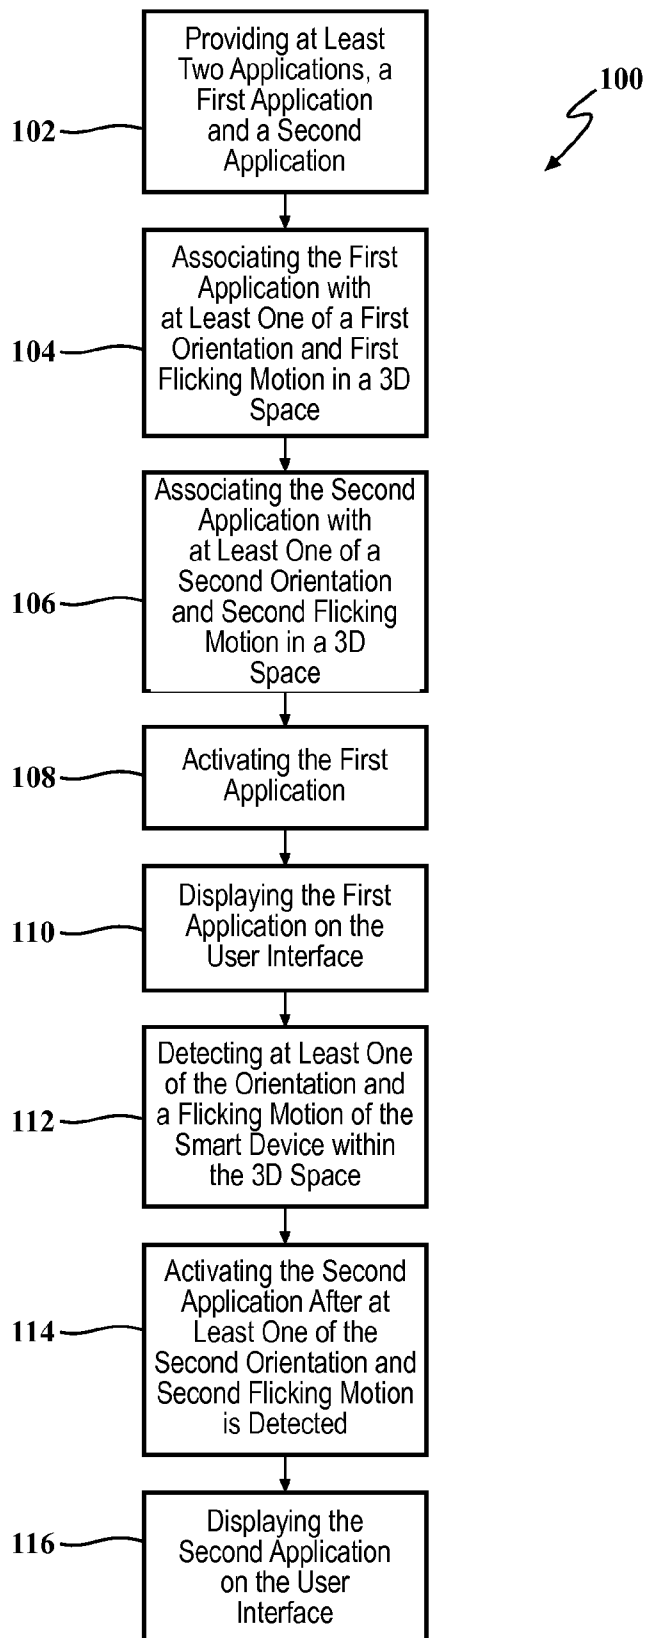 Providing at Least
Two Applications, a
First Application
and a Second
Application
102
100
Associating the First
Application with
at Least One of a First
Orientation and First
Flicking Motion in a 3D
Space
104
Associating the Second
Application with
at Least One of a
Second Orientation
and Second Flicking
Motion in a 3D
Space
106
Activating the First
Application
108
Displaying the First
Application on the
User Interface
110
Detecting at Least One
of the Orientation and
a Flicking Motion of the
Smart Device within
the 3D Space
112
Activating the Second
Application After at
Least One of the
Second Orientation and
Second Flicking Motion
is Detected
114
Displaying the
Second Application
on the User
Interface
116